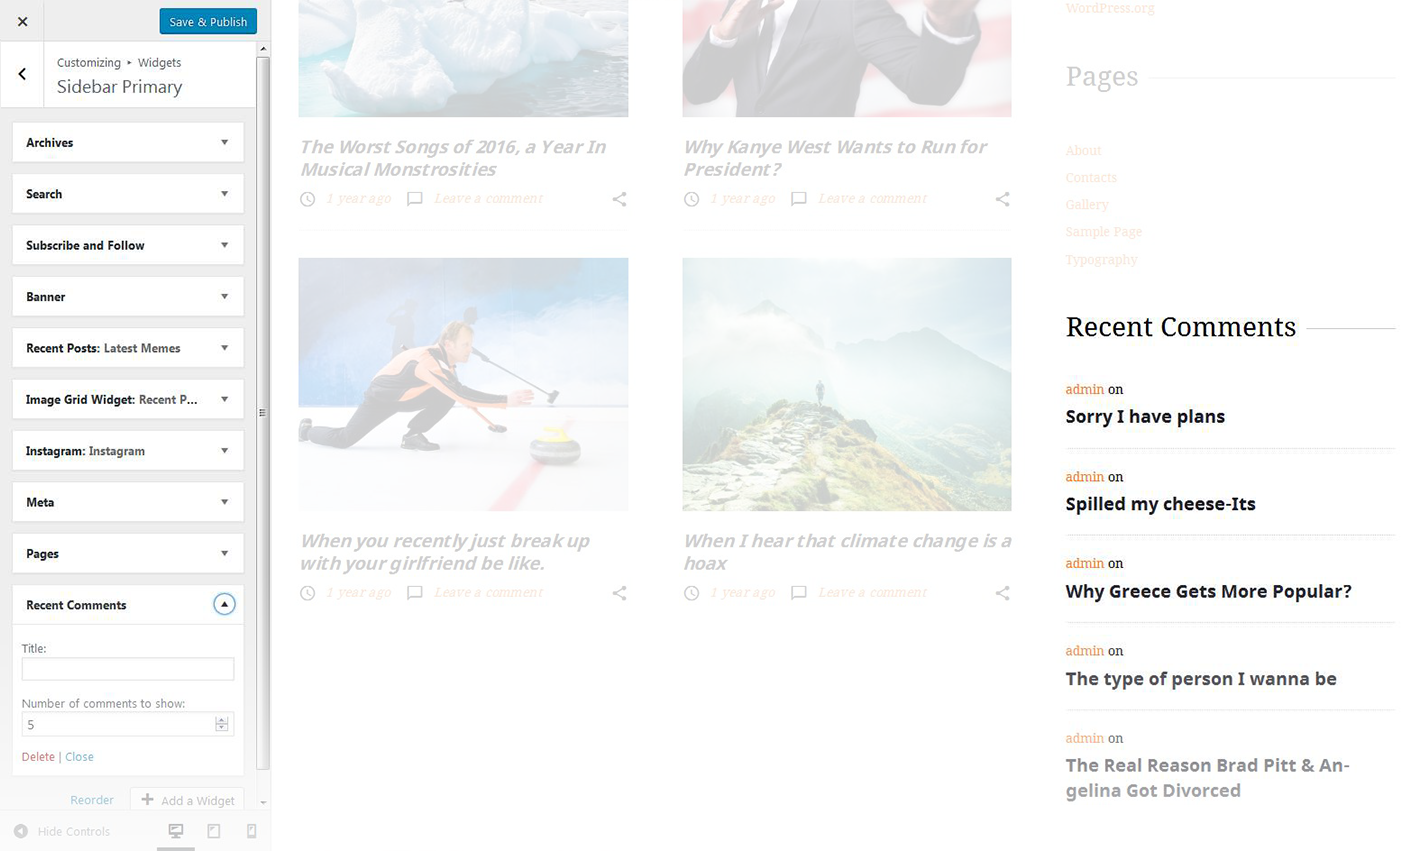 Save & Publish
Customizing ▸ Widgets
Sidebar Primary
Archives
Search
Subscribe and Follow
Banner
Recent Posts: Latest Memes
Image Grid Widget: Recent P...
Instagram: Instagram
Meta
Pages
Recent Comments
Title:
Number of comments to show:
5
Delete | Close
Reorder
Add a Widget
Hide Controls
The Worst Songs of 2016, a Year In
Musical Monstrosities
1 year ago Leave a comment
Why Kanye West Wants to Run for
President?
1 year ago Leave a comment
When you recently just break up
with your girlfriend be like.
1 year ago Leave a comment
When I hear that climate change is a
hoax
1 year ago Leave a comment
WordPress.org
Pages
About
Contacts
Gallery
Sample Page
Typography
Recent Comments
admin on
Sorry I have plans
admin on
Spilled my cheese-Its
admin on
Why Greece Gets More Popular?
admin on
The type of person I wanna be
admin on
The Real Reason Brad Pitt & An-
gelina Got Divorced